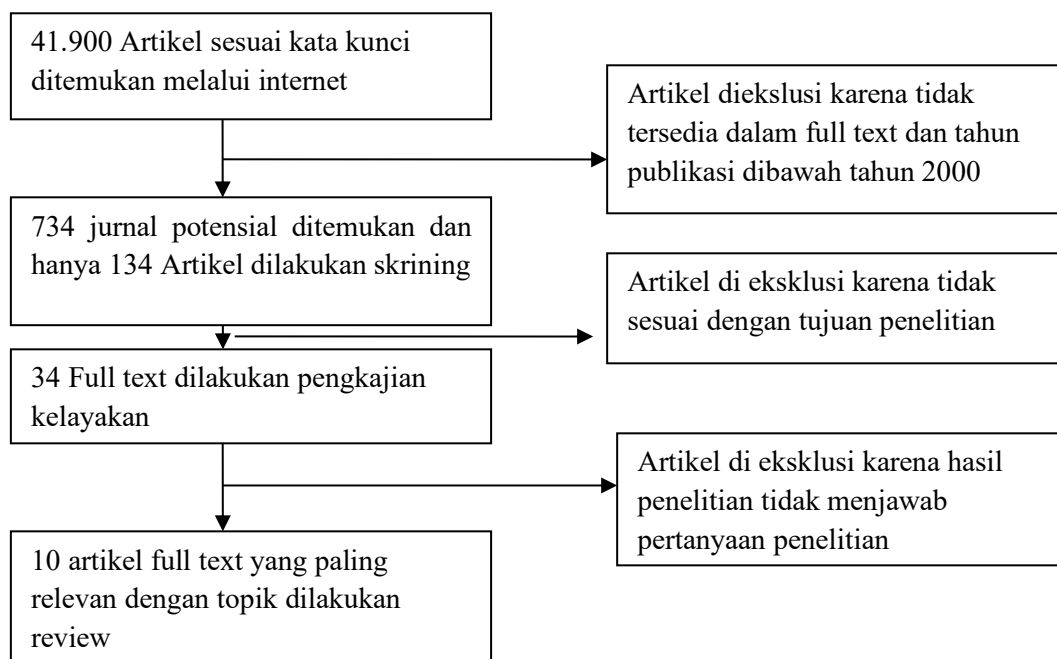 41.900 Artikel sesuai kata kunci
ditemukan melalui internet
Artikel diekslusi karena tidak
tersedia dalam full text dan tahun
publikasi dibawah tahun 2000
734 jurnal potensial ditemukan dan
hanya 134 Artikel dilakukan skrining
Artikel di eksklusi karena tidak
sesuai dengan tujuan penelitian
34 Full text dilakukan pengkajian
kelayakan
Artikel di eksklusi karena hasil
penelitian tidak menjawab
pertanyaan penelitian
10 artikel full text yang paling
relevan dengan topik dilakukan
review